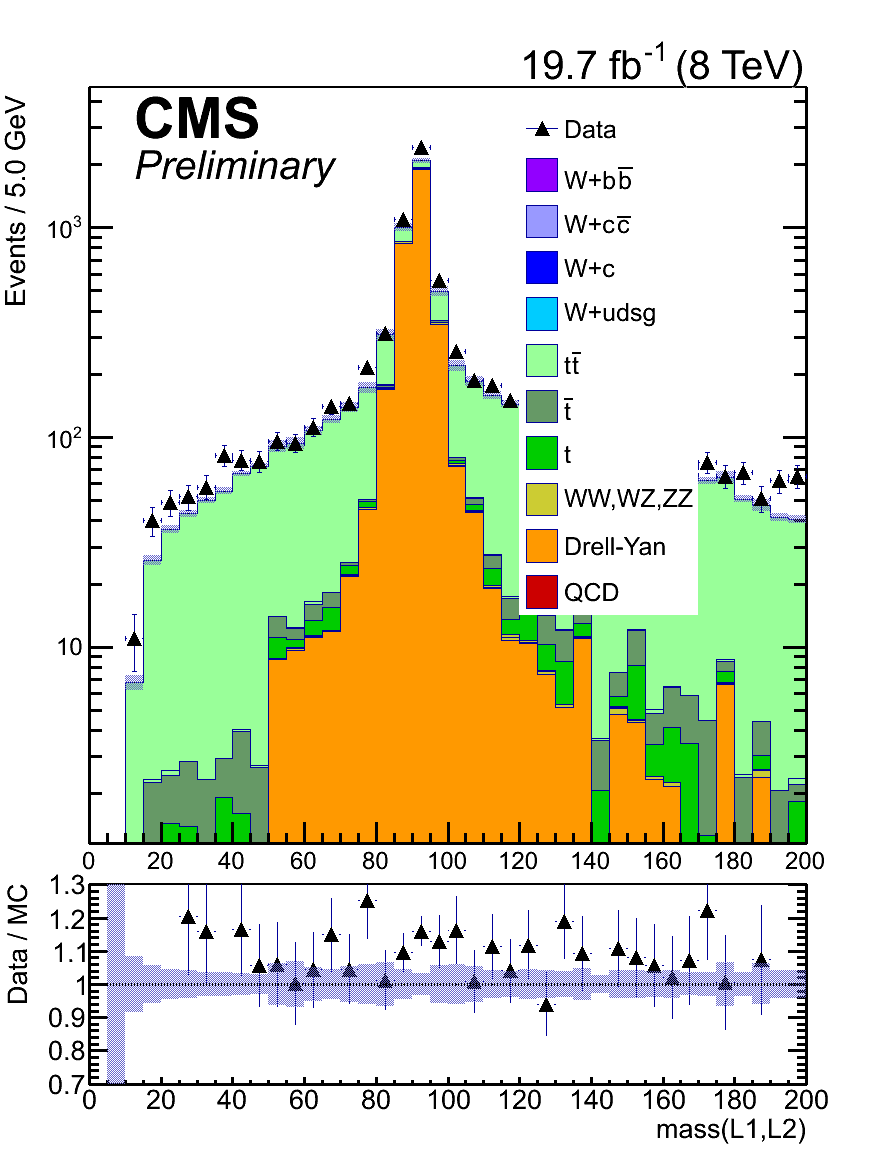 19.7 fb⁻¹ (8 TeV)
CMS
Preliminary
Events / 5.0 GeV
10³
10²
10
Data
W+bb̅
W+cc̅
W+c
W+udsg
tt̅
t̅
t
WW,WZ,ZZ
Drell-Yan
QCD
0 20 40 60 80 100 120 140 160 180 200
Data / MC
1.3
1.2
1.1
1
0.9
0.8
0.7
0 20 40 60 80 100 120 140 160 180 200
mass(L1,L2)